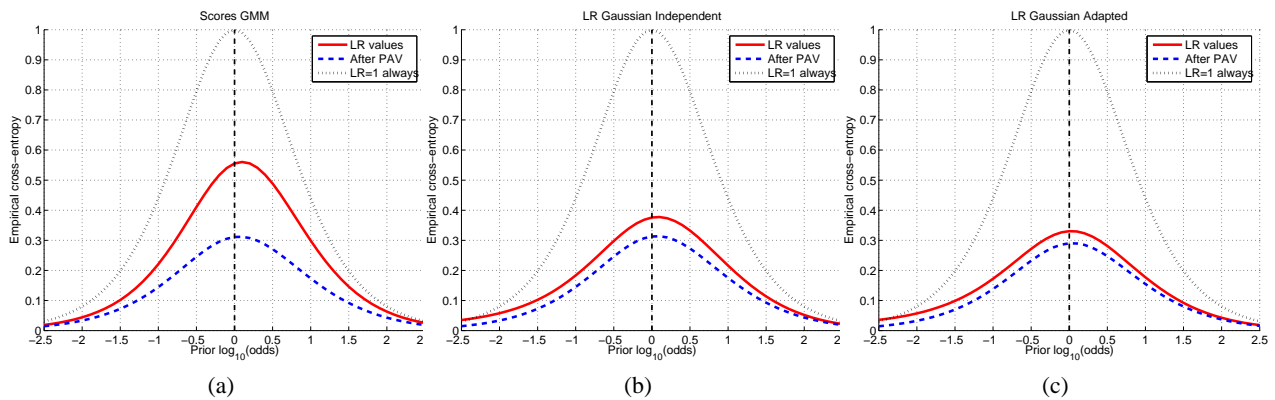 Scores GMM
LR values
After PAV
LR=1 always
Empirical cross−entropy
1
0.9
0.8
0.7
0.6
0.5
0.4
0.3
0.2
0.1
0
−2.5 −2 −1.5 −1 −0.5 0 0.5 1 1.5 2 2.5
Prior log10(odds)
(a)
LR Gaussian Independent
LR values
After PAV
LR=1 always
Empirical cross−entropy
1
0.9
0.8
0.7
0.6
0.5
0.4
0.3
0.2
0.1
0
−2.5 −2 −1.5 −1 −0.5 0 0.5 1 1.5 2
Prior log10(odds)
(b)
LR Gaussian Adapted
LR values
After PAV
LR=1 always
Empirical cross−entropy
1
0.9
0.8
0.7
0.6
0.5
0.4
0.3
0.2
0.1
0
−2.5 −2 −1.5 −1 −0.5 0 0.5 1 1.5 2 2.5
Prior log10(odds)
(c)